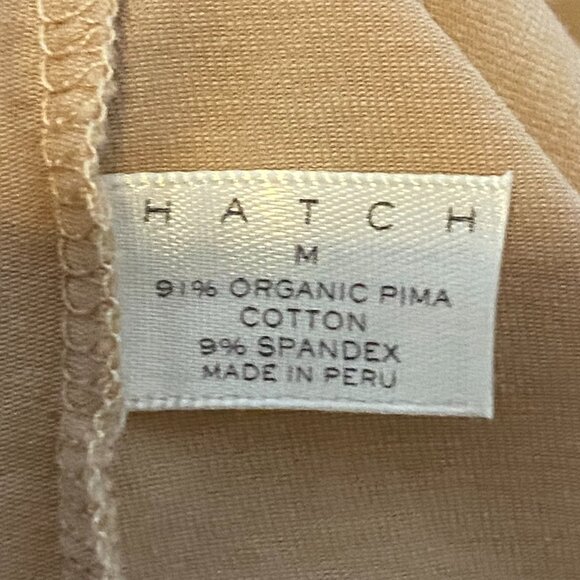 HATCH
M
91% ORGANIC PIMA
COTTON
9% SPANDEX
MADE IN PERU